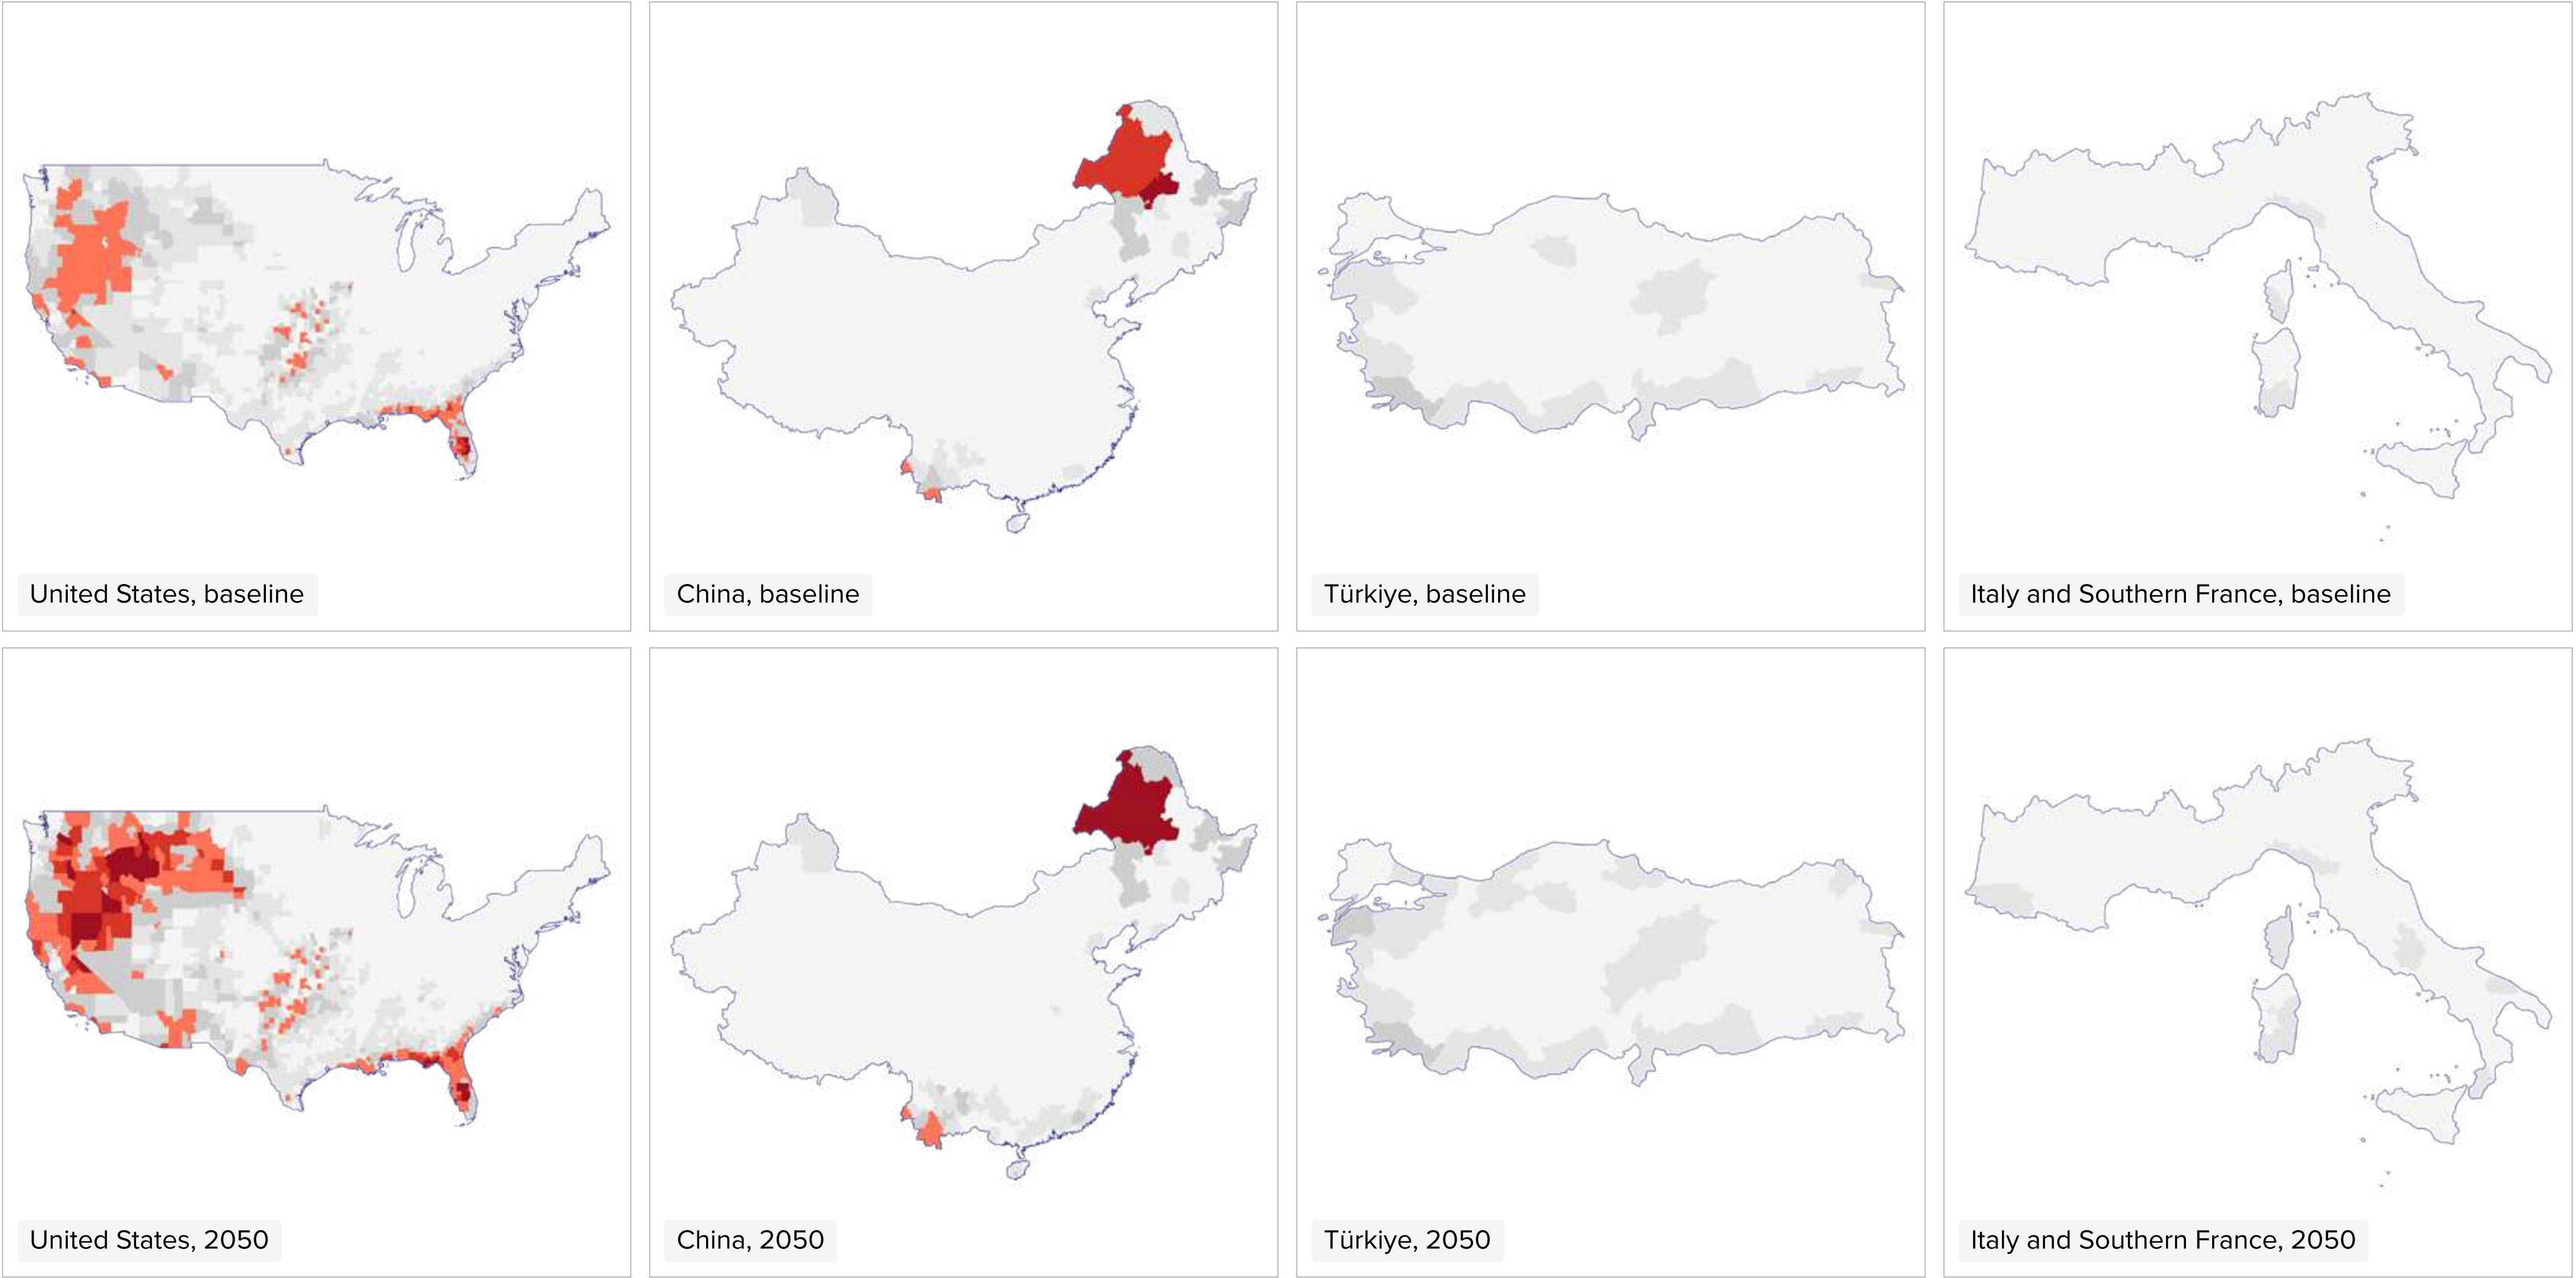 United States, baseline
China, baseline
Türkiye, baseline
Italy and Southern France, baseline
United States, 2050
China, 2050
Türkiye, 2050
Italy and Southern France, 2050